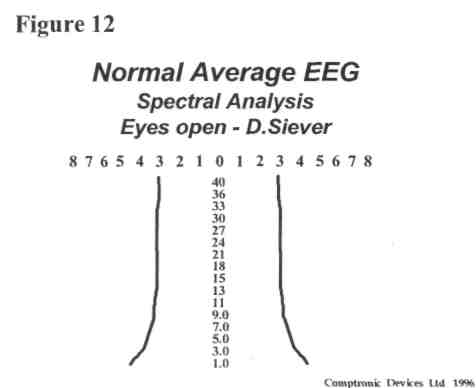 Figure 12
Normal Average EEG
Spectral Analysis
Eyes open - D.Siever
8 7 6 5 4 3 2 1 0 1 2 3 4 5 6 7 8
40
36
33
30
27
24
21
18
15
13
11
9.0
7.0
5.0
3.0
1.0
Comptronic Devices Ltd 1996